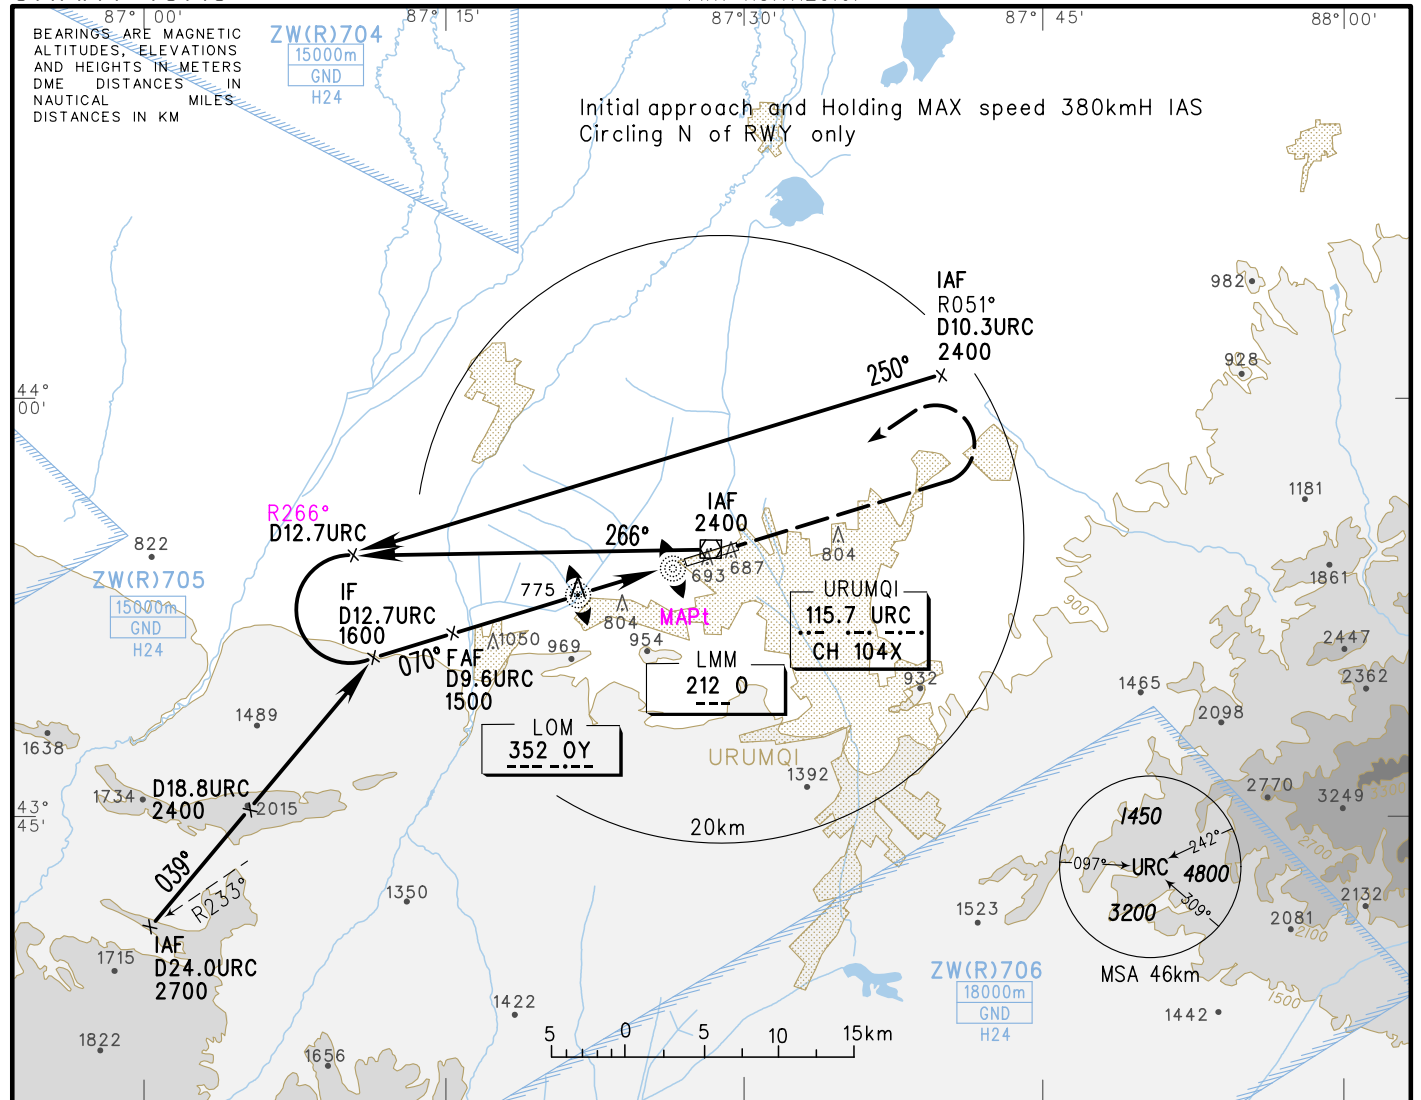 87° 00'
87° 15'
87° 30'
87° 45'
88° 00'
BEARINGS ARE MAGNETIC
ALTITUDES, ELEVATIONS
AND HEIGHTS IN METERS
DME DISTANCES IN
NAUTICAL MILES
DISTANCES IN KM
ZW(R)704
15000m
GND
H24
Initial approach and Holding MAX speed 380kmH IAS
Circling N of RWY only
982
928
IAF
R051°
D10.3URC
2400
250°
44°
00'
R266°
D12.7URC
266°
IAF
2400
1181
822
ZW(R)705
15000m
GND
H24
804
693
687
1861
900
IF
D12.7URC
1600
775
804
MAPt
URUMQI
115.7 URC
CH 104X
070°
FAF
D9.6URC
1500
1050
969
954
LMM
212 O
932
2447
2362
1465
2098
1489
1638
LOM
352 OY
URUMQI
1392
D18.8URC
2400
1734
2015
43°
45'
20km
2770
3249
3300
2700
1450
242°
097°
URC
4800
309°
3200
MSA 46km
039°
R233°
1350
1523
2132
2081
2100
IAF
D24.0URC
2700
1715
1422
ZW(R)706
18000m
GND
H24
1500
1442
1822
1656
5 0 5 10 15km